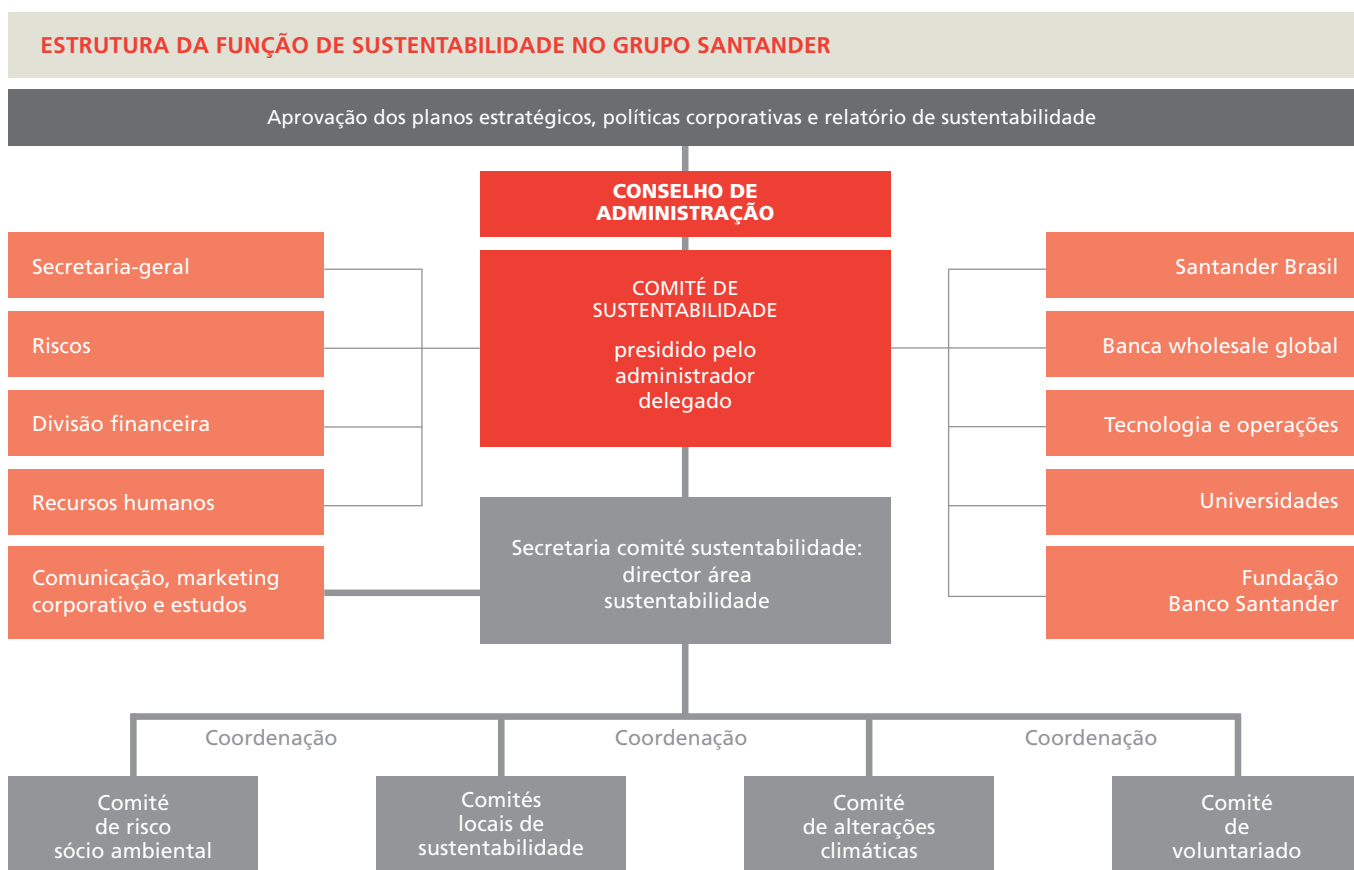 ESTRUTURA DA FUNÇÃO DE SUSTENTABILIDADE NO GRUPO SANTANDER
Aprovação dos planos estratégicos, políticas corporativas e relatório de sustentabilidade
CONSELHO DE
ADMINISTRAÇÃO
Secretaria-geral
Riscos
Divisão financeira
Recursos humanos
Comunicação, marketing
corporativo e estudos
COMITÉ DE
SUSTENTABILIDADE
presidido pelo
administrador
delegado
Secretaria comité sustentabilidade:
director área
sustentabilidade
Santander Brasil
Banca wholesale global
Tecnologia e operações
Universidades
Fundação
Banco Santander
Coordenação
Coordenação
Coordenação
Comité
de risco
sócio ambiental
Comités
locais de
sustentabilidade
Comité
de alterações
climáticas
Comité
de
voluntariado